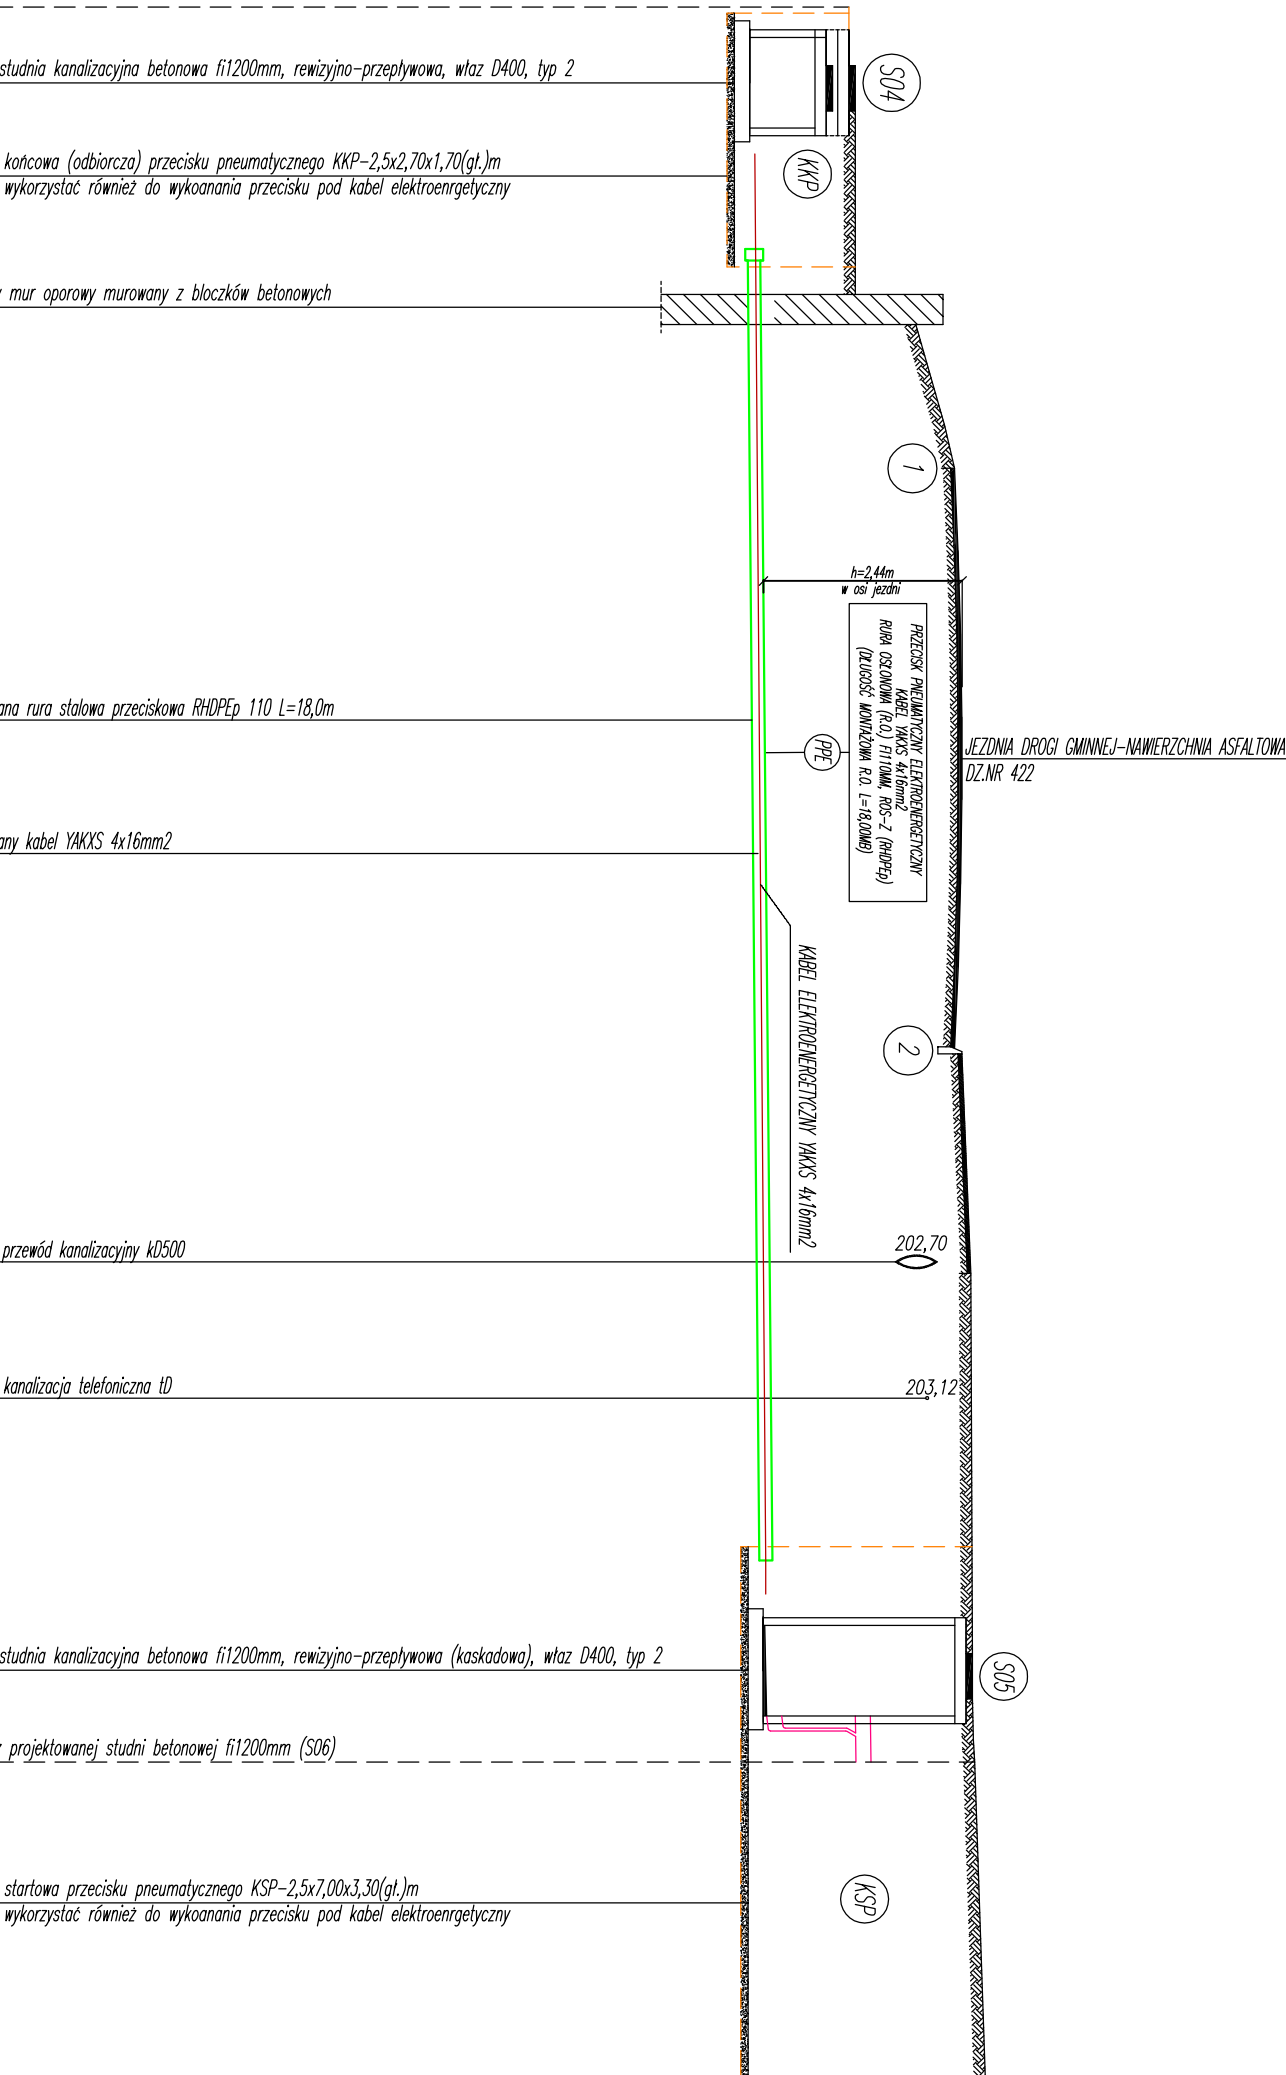 studnia kanalizacyjna betonowa fi1200mm, rewizyjno-przepływowa, właz D400, typ 2
S04
końcowa (odbiorcza) przecisku pneumatycznego KKP-2,5x2,70x1,70(gł.)m
wykorzystać również do wykoanania przecisku pod kabel elektroenrgetyczny
KKP
mur oporowy murowany z bloczków betonowych
1
h=2,44m
w osi jezdni
PRZECISK PNEUMATYCZNY ELEKTROENERGETYCZNY
KABEL YAKXS 4x16mm2
RURA OSŁONOWA (R.O.) FI110MM, ROS-Z (RHDPEp)
(DŁUGOŚĆ MONTAŻOWA R.O. L=18,00MB)
ana rura stalowa przeciskowa RHDPEp 110 L=18,0m
PPE
JEZDNIA DROGI GMINNEJ-NAWIERZCHNIA ASFALTOWA
DZ.NR 422
any kabel YAKXS 4x16mm2
KABEL ELEKTROENERGETYCZNY YAKXS 4x16mm2
2
przewód kanalizacyjny kD500
202,70
kanalizacja telefoniczna tD
203,12
studnia kanalizacyjna betonowa fi1200mm, rewizyjno-przepływowa (kaskadowa), właz D400, typ 2
S05
projektowanej studni betonowej fi1200mm (S06)
startowa przecisku pneumatycznego KSP-2,5x7,00x3,30(gł.)m
wykorzystać również do wykoanania przecisku pod kabel elektroenrgetyczny
KSP